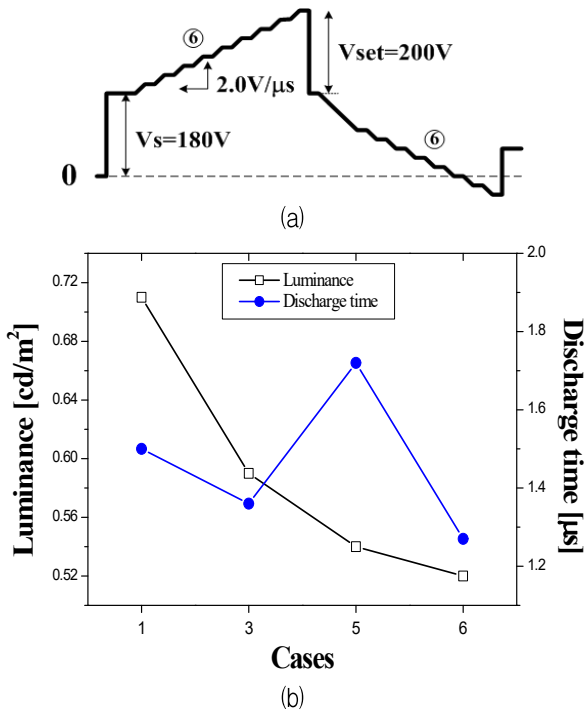 ⑥
Vset=200V
2.0V/μs
Vs=180V
⑥
0
(a)
Luminance
Discharge time
Luminance [cd/m²]
0.72
0.68
0.64
0.60
0.56
0.52
2.0
1.8
1.6
1.4
1.2
Discharge time [μs]
1 3 5 6
Cases
(b)